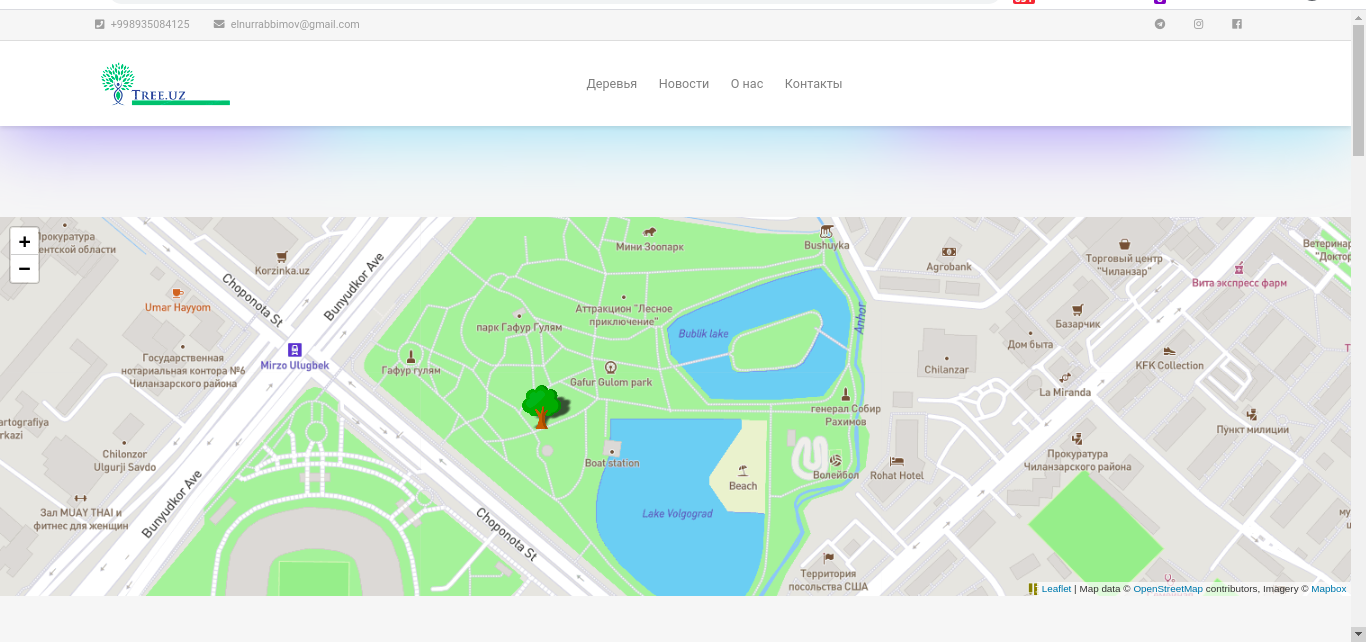 +998935084125
elnurrabbimov@gmail.com
TREE.UZ
Деревья
Новости
О нас
Контакты
+
−
Прокуратура
ентской области
Korzinka.uz
Umar Hayyom
Choponota St
Bunyudkor Ave
Государственная
нотариальная контора №6
Чиланзарского района
Mirzo Ulugbek
Chilonzor
Ulgurji Savdo
artografiya
rkazi
Зал MUAY THAI и
фитнес для женщин
Bunyudkor Ave
Мини Зоопарк
Аттракцион "Лесное
приключение"
парк Гафур Гулям
Гафур гулям
Gafur Gulom park
Bublik lake
Bushuyka
Anhor
генерал Собир
Рахимов
Boat station
Beach
Lake Volgograd
Волейбол
Rohat Hotel
Choponota St
Территория
посольства США
Agrobank
Торговый центр
"Чиланзар"
Вита экспресс фарм
Ветеринар
"Доктор
Базарчик
Дом быта
Chilanzar
La Miranda
KFK Collection
Пункт милиции
Прокуратура
Чиланзарского района
Leaflet | Map data © OpenStreetMap contributors, Imagery © Mapbox